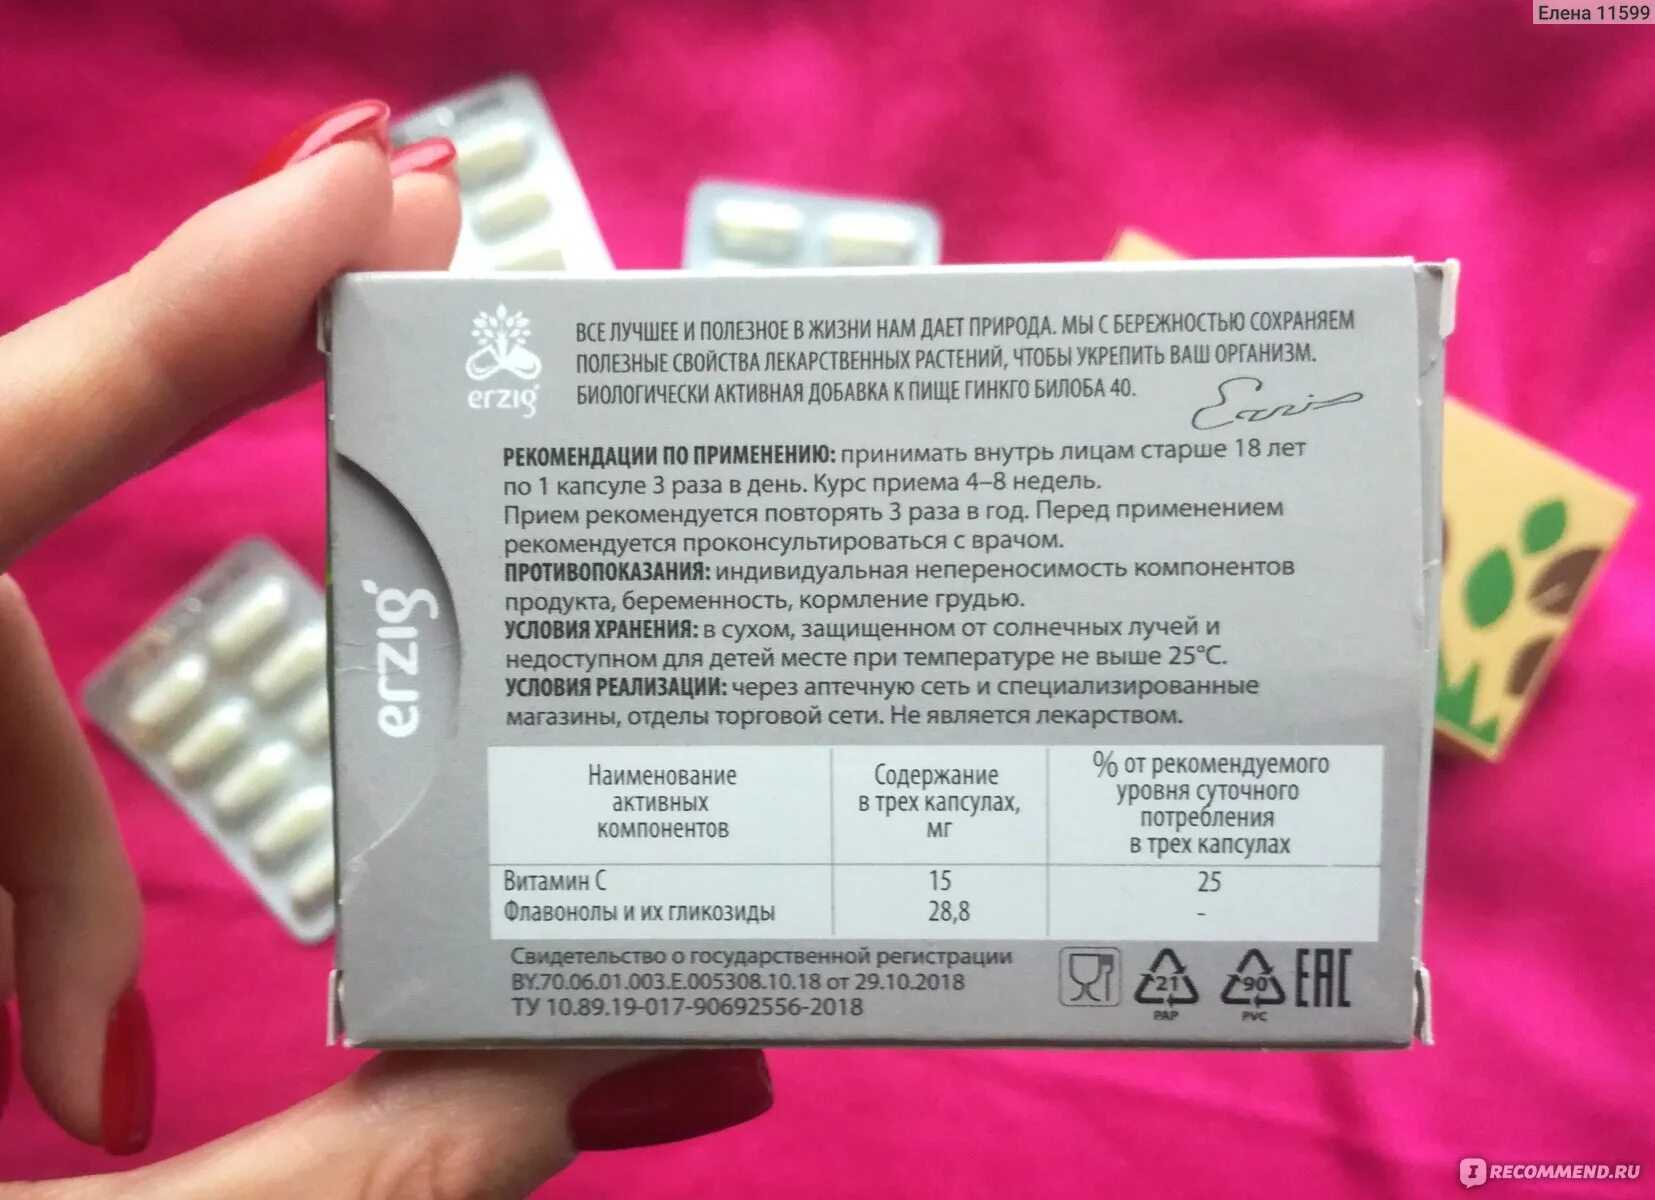 Елена 11599
ВСЕ ЛУЧШЕЕ И ПОЛЕЗНОЕ В ЖИЗНИ НАМ ДАЕТ ПРИРОДА. МЫ С БЕРЕЖНОСТЬЮ СОХРАНЯЕМ
ПОЛЕЗНЫЕ СВОЙСТВА ЛЕКАРСТВЕННЫХ РАСТЕНИЙ, ЧТОБЫ УКРЕПИТЬ ВАШ ОРГАНИЗМ.
БИОЛОГИЧЕСКИ АКТИВНАЯ ДОБАВКА К ПИЩЕ ГИНКГО БИЛОБА 40.
erzig
РЕКОМЕНДАЦИИ ПО ПРИМЕНЕНИЮ: принимать внутрь лицам старше 18 лет
по 1 капсуле 3 раза в день. Курс приема 4–8 недель.
Прием рекомендуется повторять 3 раза в год. Перед применением
рекомендуется проконсультироваться с врачом.
ПРОТИВОПОКАЗАНИЯ: индивидуальная непереносимость компонентов
продукта, беременность, кормление грудью.
УСЛОВИЯ ХРАНЕНИЯ: в сухом, защищенном от солнечных лучей и
недоступном для детей месте при температуре не выше 25°С.
УСЛОВИЯ РЕАЛИЗАЦИИ: через аптечную сеть и специализированные
магазины, отделы торговой сети. Не является лекарством.
erzig
Наименование
активных
компонентов
Содержание
в трех капсулах,
мг
% от рекомендуемого
уровня суточного
потребления
в трех капсулах
Витамин С 15 25
Флавонолы и их гликозиды 28,8 -
Свидетельство о государственной регистрации
BY.70.06.01.003.E.005308.10.18 от 29.10.2018
ТУ 10.89.19-017-90692556-2018
21
PAP
90
PVC
EAC
IRECOMMEND.RU